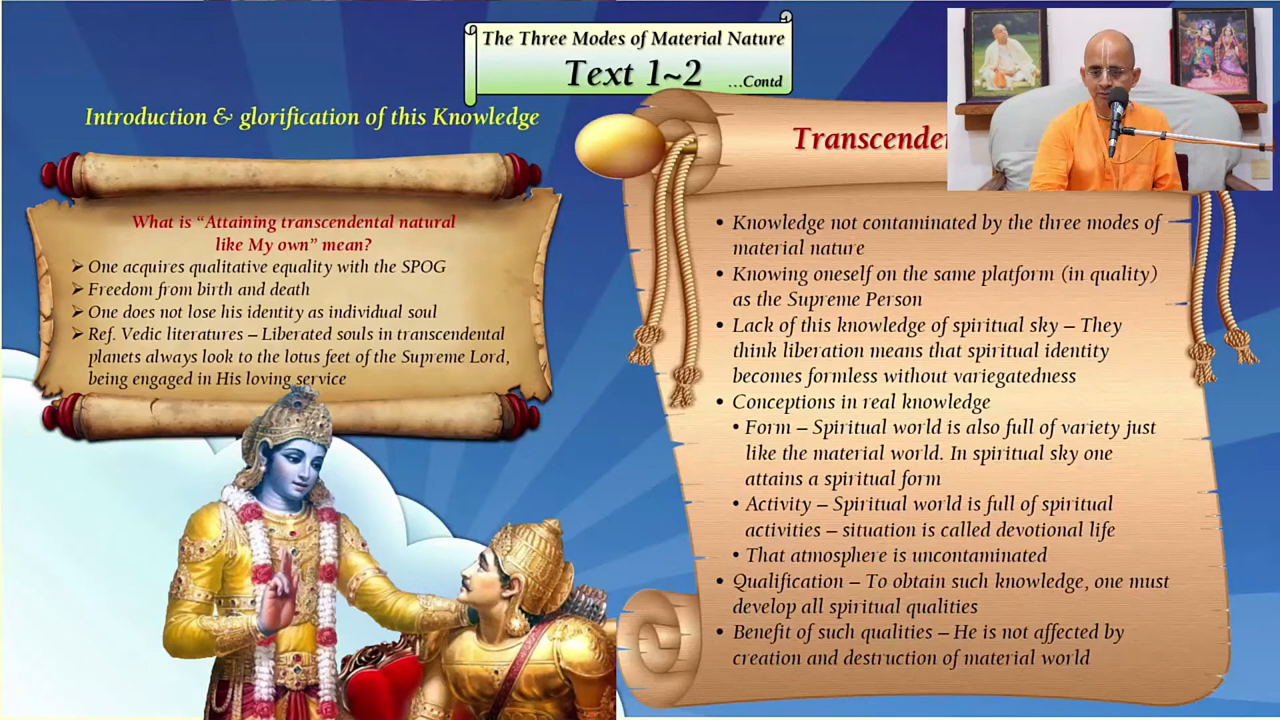 The Three Modes of Material Nature
Text 1~2 ...Contd
Introduction & glorification of this Knowledge
What is “Attaining transcendental natural
like My own” mean?
➢ One acquires qualitative equality with the SPOG
➢ Freedom from birth and death
➢ One does not lose his identity as individual soul
➢ Ref. Vedic literatures – Liberated souls in transcendental
planets always look to the lotus feet of the Supreme Lord,
being engaged in His loving service
• Knowledge not contaminated by the three modes of
material nature
• Knowing oneself on the same platform (in quality)
as the Supreme Person
• Lack of this knowledge of spiritual sky – They
think liberation means that spiritual identity
becomes formless without variegatedness
• Conceptions in real knowledge
• Form – Spiritual world is also full of variety just
like the material world. In spiritual sky one
attains a spiritual form
• Activity – Spiritual world is full of spiritual
activities – situation is called devotional life
• That atmosphere is uncontaminated
• Qualification – To obtain such knowledge, one must
develop all spiritual qualities
• Benefit of such qualities – He is not affected by
creation and destruction of material world